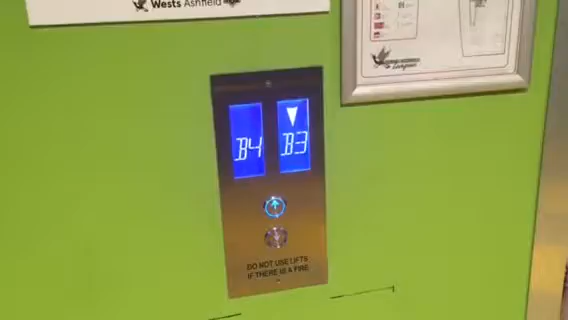 Wests Ashfield
B4
B3
DO NOT USE LIFTS
IF THERE IS A FIRE